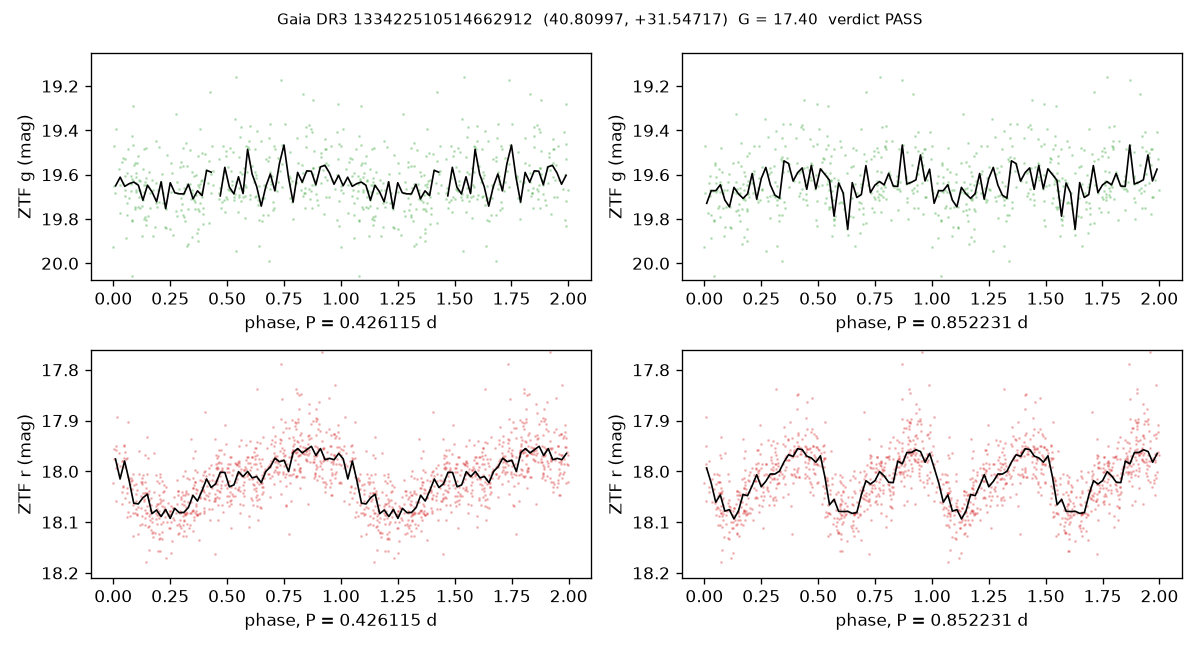 Gaia DR3 133422510514662912  (40.80997, +31.54717)  G = 17.40  verdict PASS
ZTF g (mag)
19.2
19.4
19.6
19.8
20.0
0.00 0.25 0.50 0.75 1.00 1.25 1.50 1.75 2.00
phase, P = 0.426115 d
ZTF g (mag)
19.2
19.4
19.6
19.8
20.0
0.00 0.25 0.50 0.75 1.00 1.25 1.50 1.75 2.00
phase, P = 0.852231 d
ZTF r (mag)
17.8
17.9
18.0
18.1
18.2
0.00 0.25 0.50 0.75 1.00 1.25 1.50 1.75 2.00
phase, P = 0.426115 d
ZTF r (mag)
17.8
17.9
18.0
18.1
18.2
0.00 0.25 0.50 0.75 1.00 1.25 1.50 1.75 2.00
phase, P = 0.852231 d